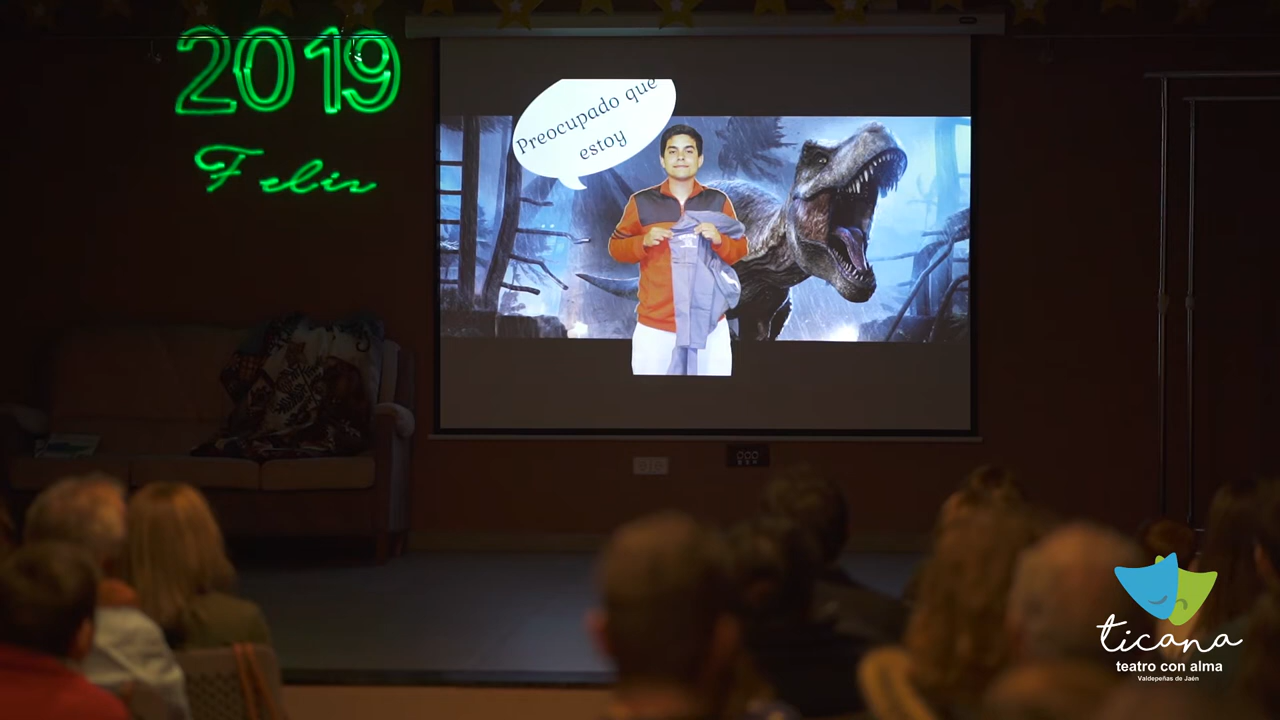 2019
Feliz
Preocupado que
estoy
ticana
teatro con alma
Valdepeñas de Jaén